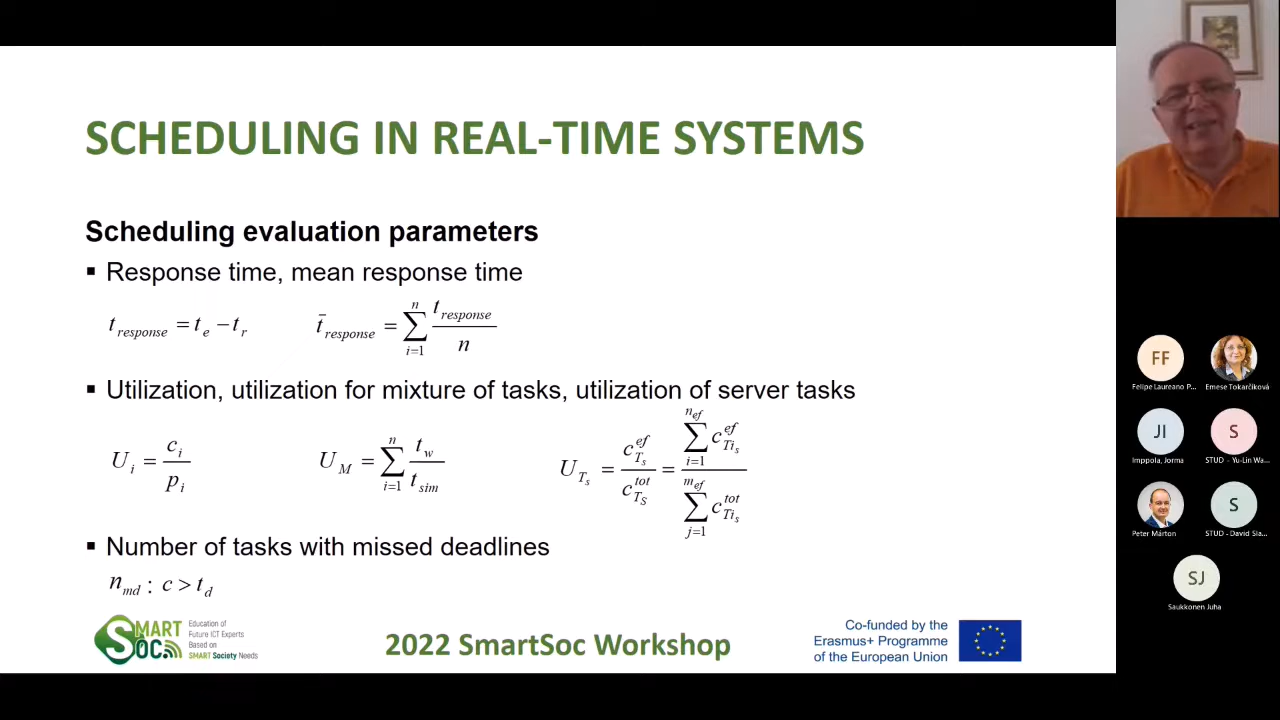 SCHEDULING IN REAL-TIME SYSTEMS
Scheduling evaluation parameters
▪ Response time, mean response time
t_response = t_e − t_r
t̄_response = ∑_{i=1}^{n} t_response / n
▪ Utilization, utilization for mixture of tasks, utilization of server tasks
U_i = c_i / p_i
U_M = ∑_{i=1}^{n} t_w / t_sim
U_{T_s} = c_{T_s}^{ef} / c_{T_S}^{tot} = ∑_{i=1}^{n_ef} c_{Ti_s}^{ef} / ∑_{j=1}^{m_ef} c_{Ti_s}^{tot}
▪ Number of tasks with missed deadlines
n_md : c > t_d
SMART
SOC
Education of
Future ICT Experts
Based on
SMART Society Needs
2022 SmartSoc Workshop
Co-funded by the
Erasmus+ Programme
of the European Union
FF
Felipe Laureano P...
Emese Tokarčíková
JI
Imppola, Jorma
S
STUD - Yu-Lin Wa...
Peter Márton
S
STUD - David Sla...
SJ
Saukkonen Juha